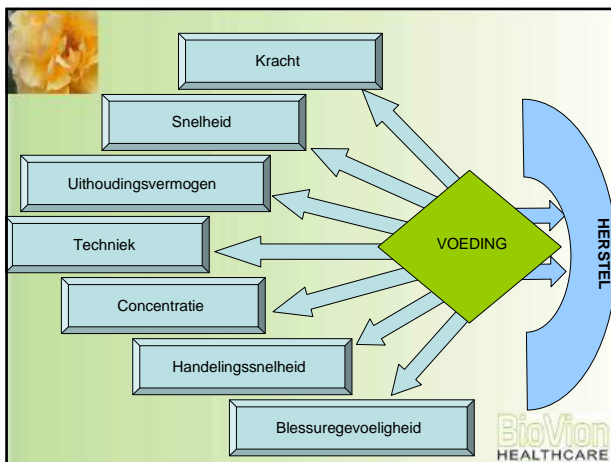 Kracht
Snelheid
Uithoudingsvermogen
Techniek
VOEDING
HERSTEL
Concentratie
Handelingssnelheid
Blessuregevoeligheid
BioVion
HEALTHCARE